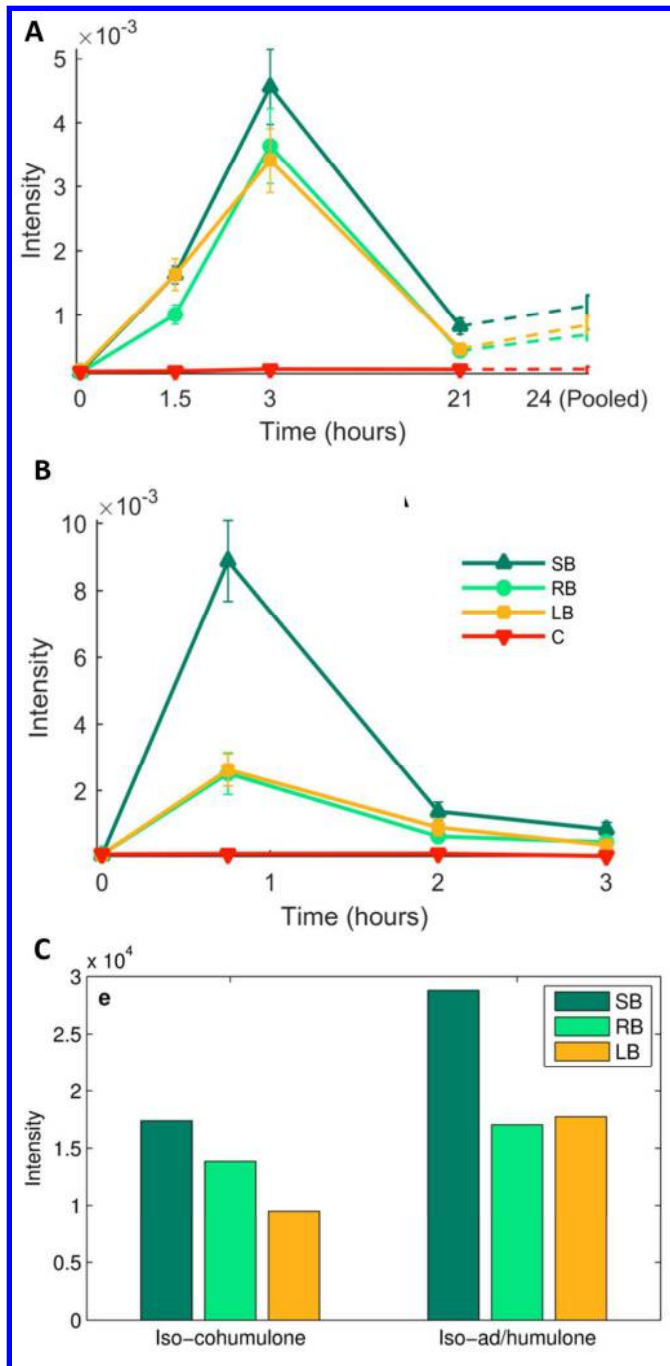 A
×10⁻³
5
4
3
2
1
Intensity
0 1.5 3 21 24 (Pooled)
Time (hours)
B
×10⁻³
10
8
6
4
2
Intensity
SB
RB
LB
C
0 1 2 3
Time (hours)
C
x 10⁴
e
3
2.5
2
1.5
1
0.5
0
Intensity
SB
RB
LB
Iso-cohumulone Iso-ad/humulone